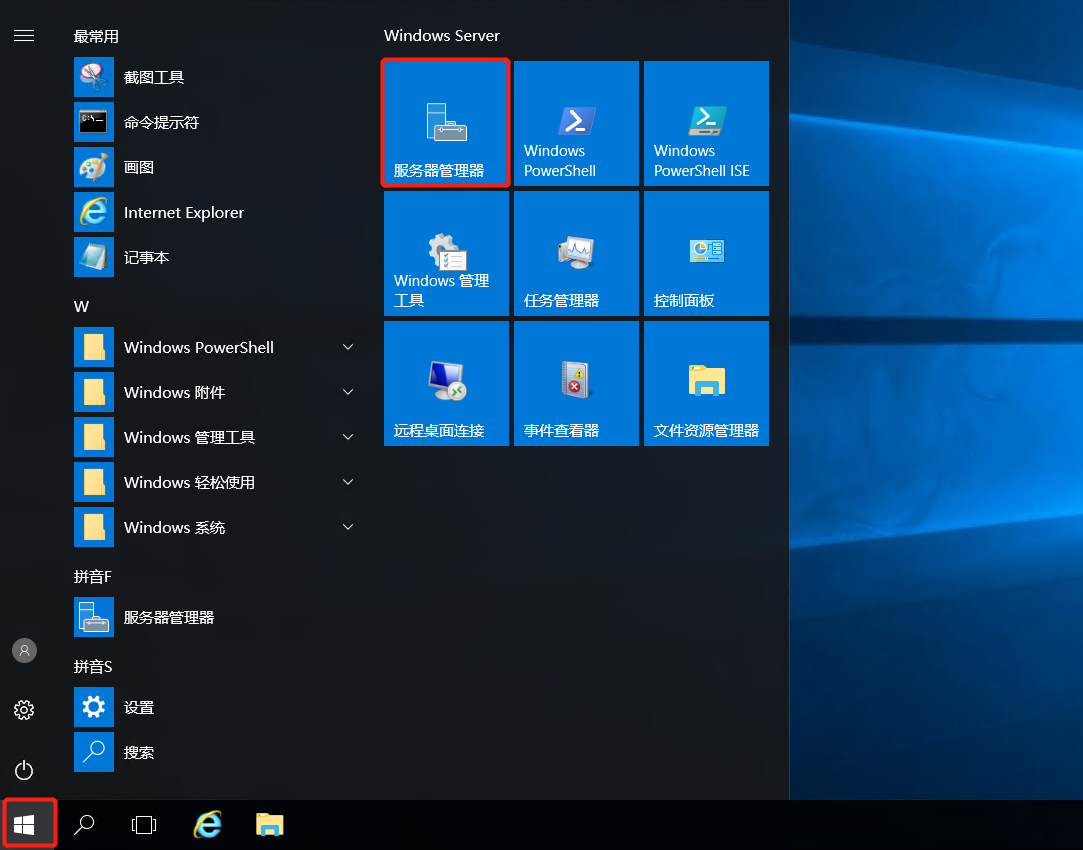 最常用
截图工具
命令提示符
画图
Internet Explorer
记事本
W
Windows PowerShell
Windows 附件
Windows 管理工具
Windows 轻松使用
Windows 系统
拼音F
服务器管理器
拼音S
设置
搜索
Windows Server
服务器管理器
Windows
PowerShell
Windows
PowerShell ISE
Windows 管理
工具
任务管理器
控制面板
远程桌面连接
事件查看器
文件资源管理器